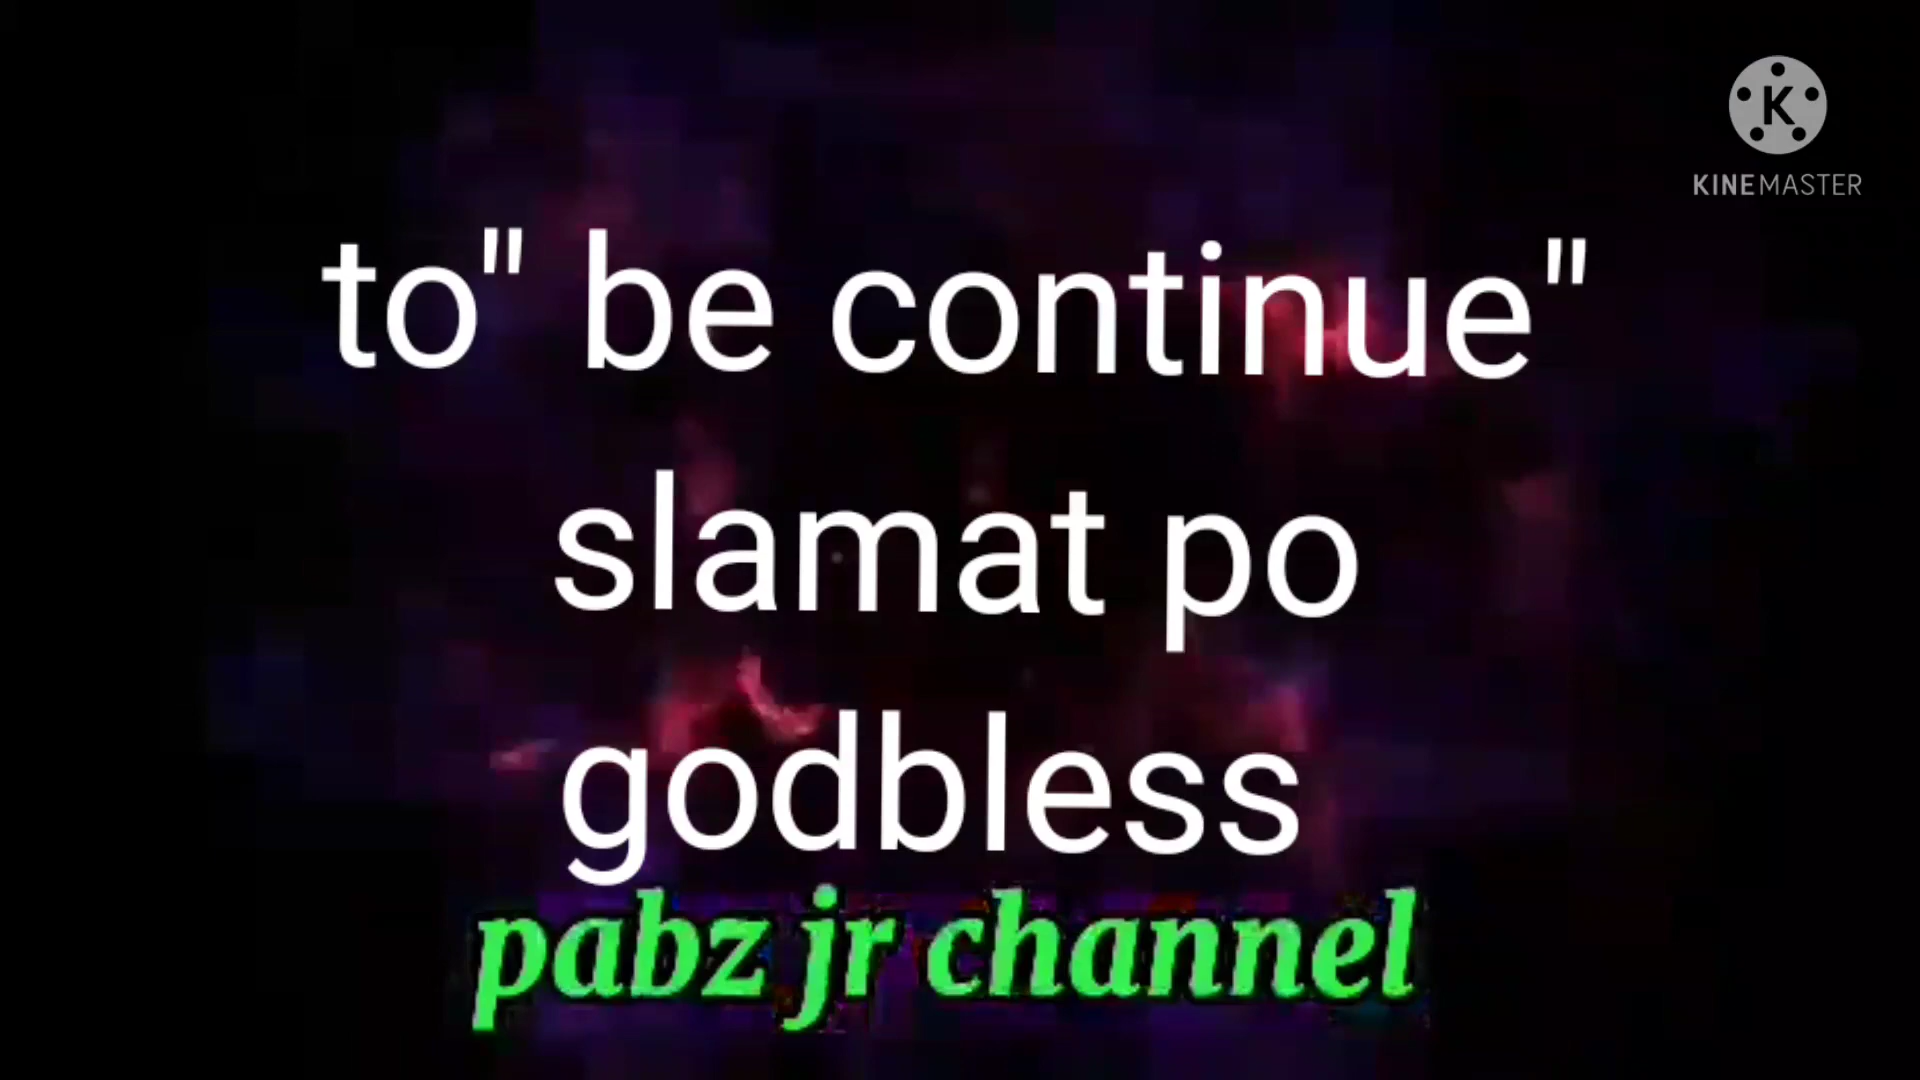 K
KINEMASTER
to" be continue"
slamat po
godbless
pabz jr channel